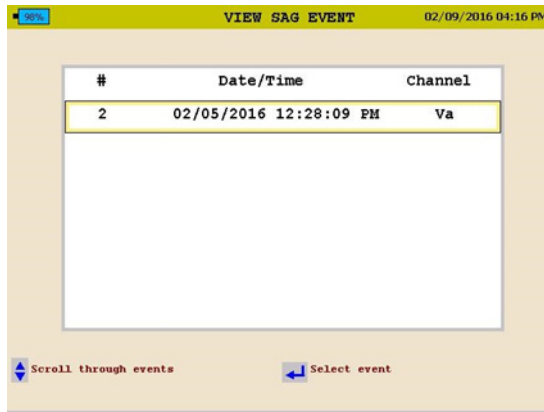 98% VIEW SAG EVENT 02/09/2016 04:16 PM
# Date/Time Channel
2 02/05/2016 12:28:09 PM Va
Scroll through events Select event